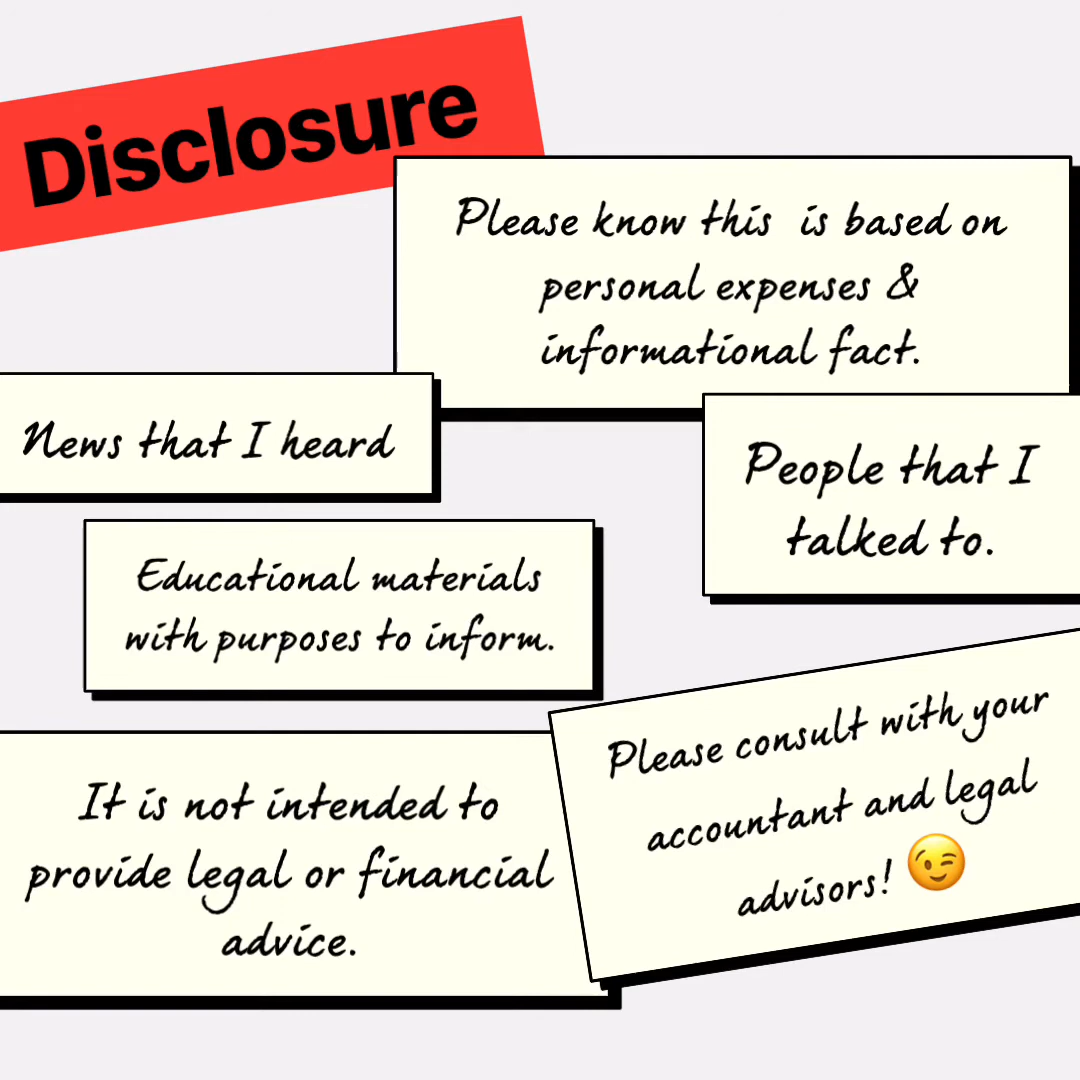 Disclosure
Please know this is based on
personal expenses &
informational fact.
News that I heard
People that I
talked to.
Educational materials
with purposes to inform.
It is not intended to
provide legal or financial
advice.
Please consult with your
accountant and legal
advisors! 😉